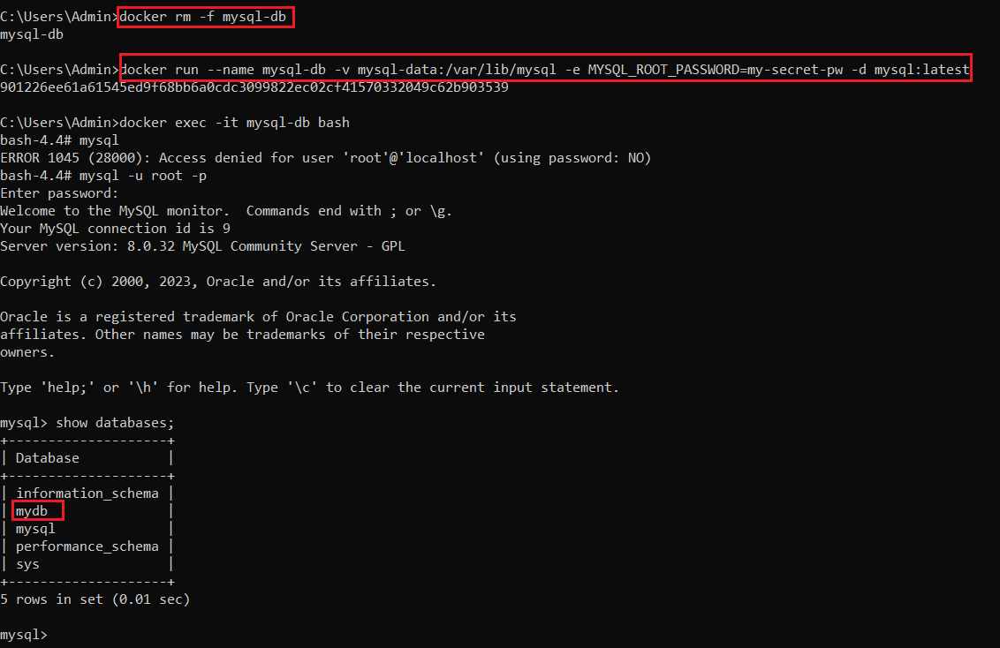 C:\Users\Admin>docker rm -f mysql-db
mysql-db
C:\Users\Admin>docker run --name mysql-db -v mysql-data:/var/lib/mysql -e MYSQL_ROOT_PASSWORD=my-secret-pw -d mysql:latest
901226ee61a61545ed9f68bb6a0cdc3099822ec02cf41570332049c62b903539
C:\Users\Admin>docker exec -it mysql-db bash
bash-4.4# mysql
ERROR 1045 (28000): Access denied for user 'root'@'localhost' (using password: NO)
bash-4.4# mysql -u root -p
Enter password:
Welcome to the MySQL monitor.  Commands end with ; or \g.
Your MySQL connection id is 9
Server version: 8.0.32 MySQL Community Server - GPL
Copyright (c) 2000, 2023, Oracle and/or its affiliates.
Oracle is a registered trademark of Oracle Corporation and/or its
affiliates. Other names may be trademarks of their respective
owners.
Type 'help;' or '\h' for help. Type '\c' to clear the current input statement.
mysql> show databases;
+--------------------+
| Database           |
+--------------------+
| information_schema |
| mydb               |
| mysql              |
| performance_schema |
| sys                |
+--------------------+
5 rows in set (0.01 sec)
mysql>